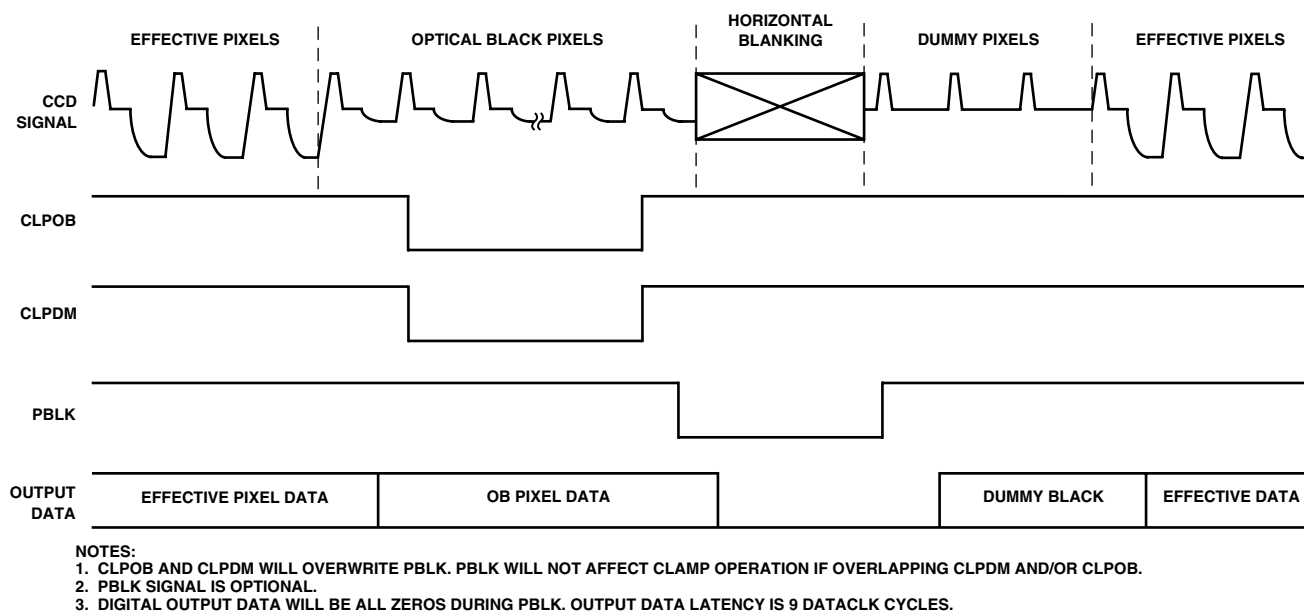 EFFECTIVE PIXELS
OPTICAL BLACK PIXELS
HORIZONTAL
BLANKING
DUMMY PIXELS
EFFECTIVE PIXELS
CCD
SIGNAL
CLPOB
CLPDM
PBLK
OUTPUT
DATA
EFFECTIVE PIXEL DATA
OB PIXEL DATA
DUMMY BLACK
EFFECTIVE DATA
NOTES:
1. CLPOB AND CLPDM WILL OVERWRITE PBLK. PBLK WILL NOT AFFECT CLAMP OPERATION IF OVERLAPPING CLPDM AND/OR CLPOB.
2. PBLK SIGNAL IS OPTIONAL.
3. DIGITAL OUTPUT DATA WILL BE ALL ZEROS DURING PBLK. OUTPUT DATA LATENCY IS 9 DATACLK CYCLES.